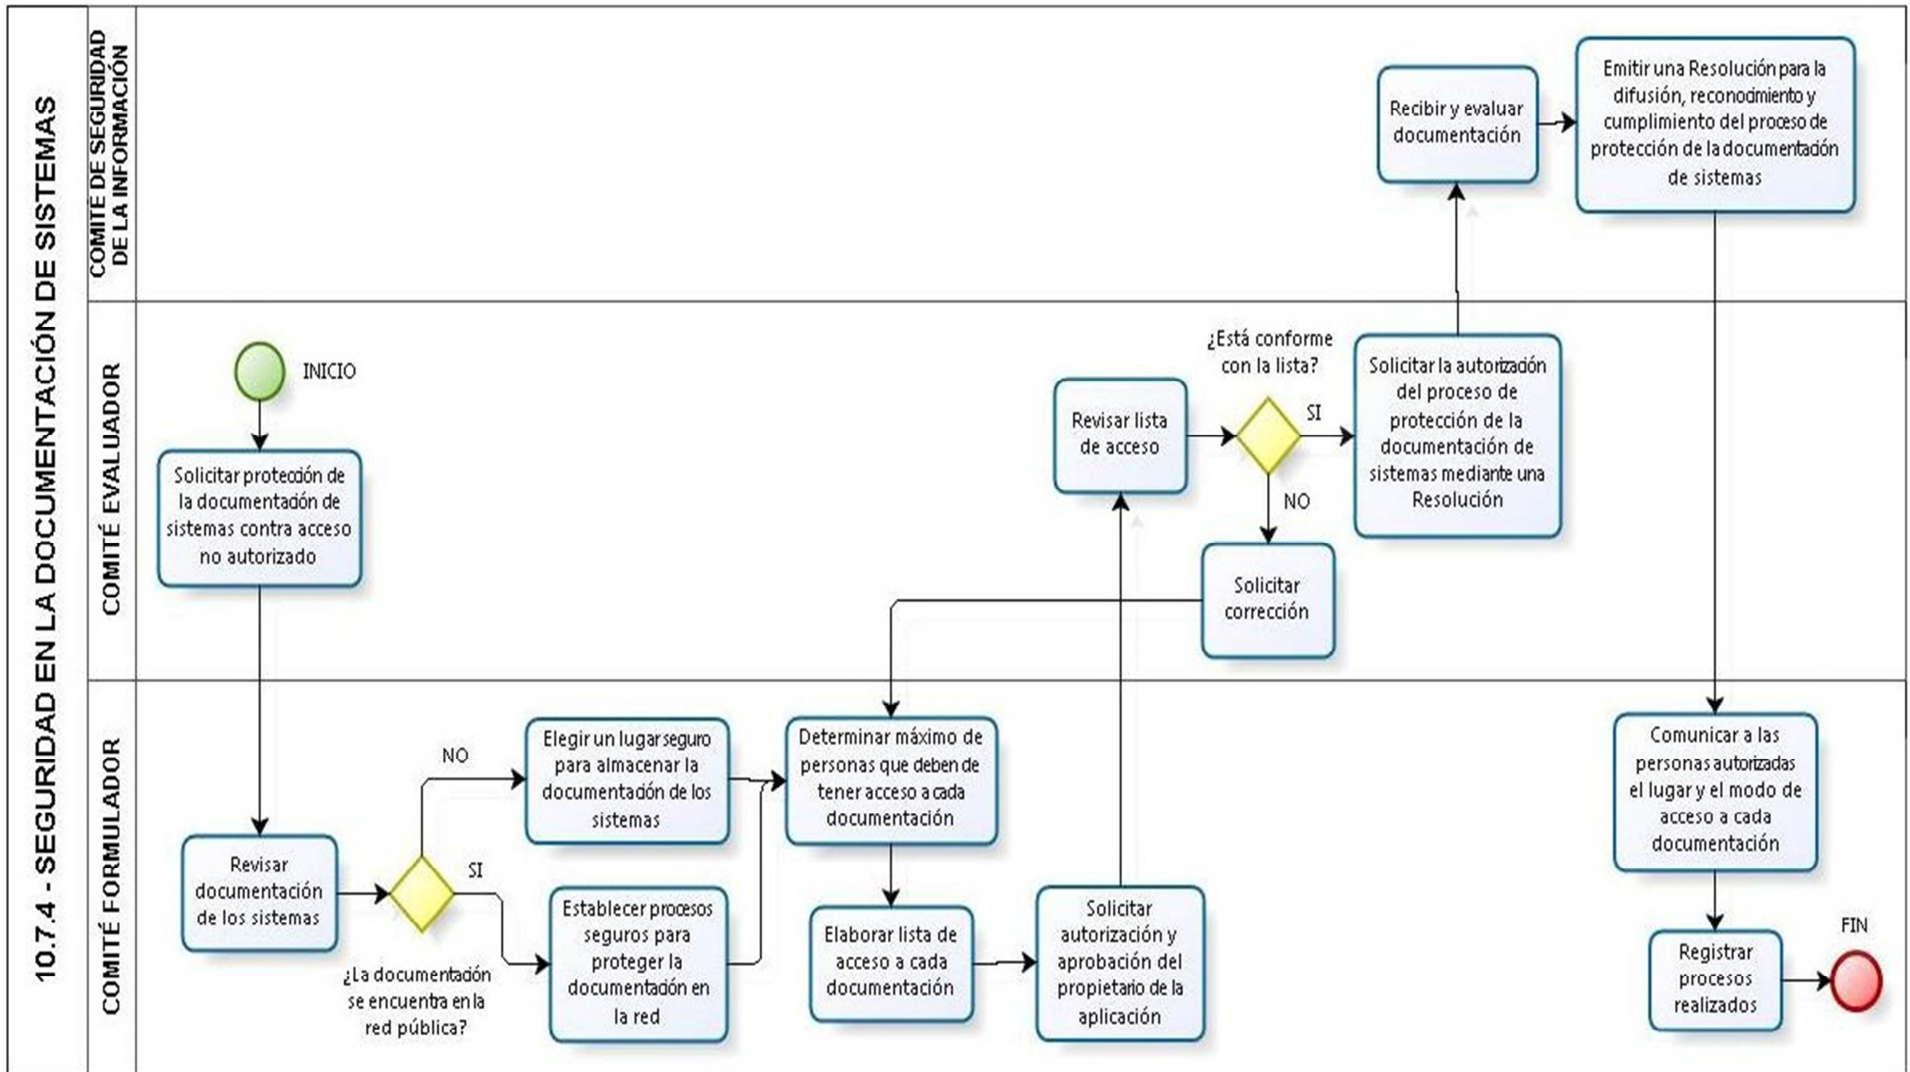 10.7.4 - SEGURIDAD EN LA DOCUMENTACIÓN DE SISTEMAS
COMITE DE SEGURIDAD
DE LA INFORMACIÓN
Recibir y evaluar
documentación
Emitir una Resolución para la
difusión, reconocimiento y
cumplimiento del proceso de
protección de la documentación
de sistemas
COMITÉ EVALUADOR
INICIO
Solicitar protección de
la documentación de
sistemas contra acceso
no autorizado
Revisar lista
de acceso
¿Está conforme
con la lista?
SI
NO
Solicitar la autorización
del proceso de
protección de la
documentación de
sistemas mediante una
Resolución
Solicitar
corrección
COMITÉ FORMULADOR
Revisar
documentación
de los sistemas
¿La documentación
se encuentra en la
red pública?
NO
SI
Elegir un lugar seguro
para almacenar la
documentación de los
sistemas
Establecer procesos
seguros para
proteger la
documentación en
la red
Determinar máximo de
personas que deben de
tener acceso a cada
documentación
Elaborar lista de
acceso a cada
documentación
Solicitar
autorización y
aprobación del
propietario de la
aplicación
Comunicar a las
personas autorizadas
el lugar y el modo de
acceso a cada
documentación
Registrar
procesos
realizados
FIN